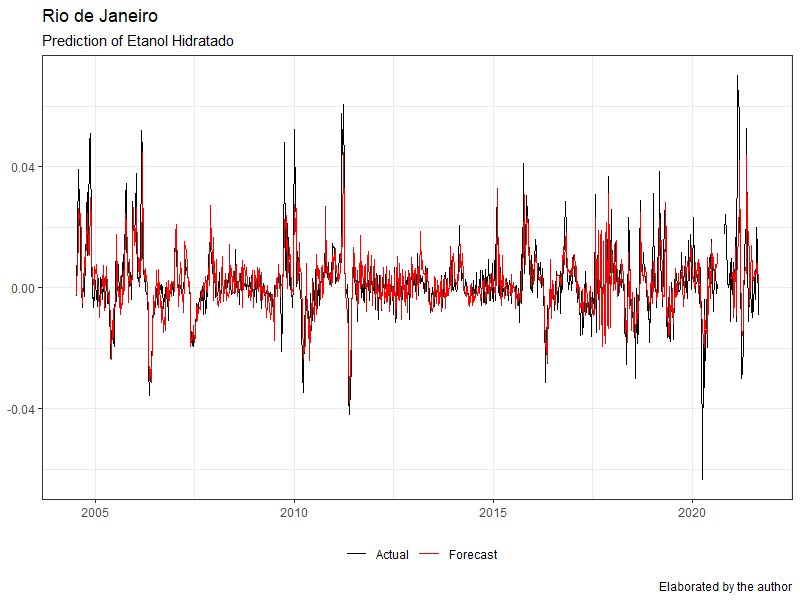 Rio de Janeiro
Prediction of Etanol Hidratado
0.04
0.00
-0.04
2005 2010 2015 2020
Actual Forecast
Elaborated by the author